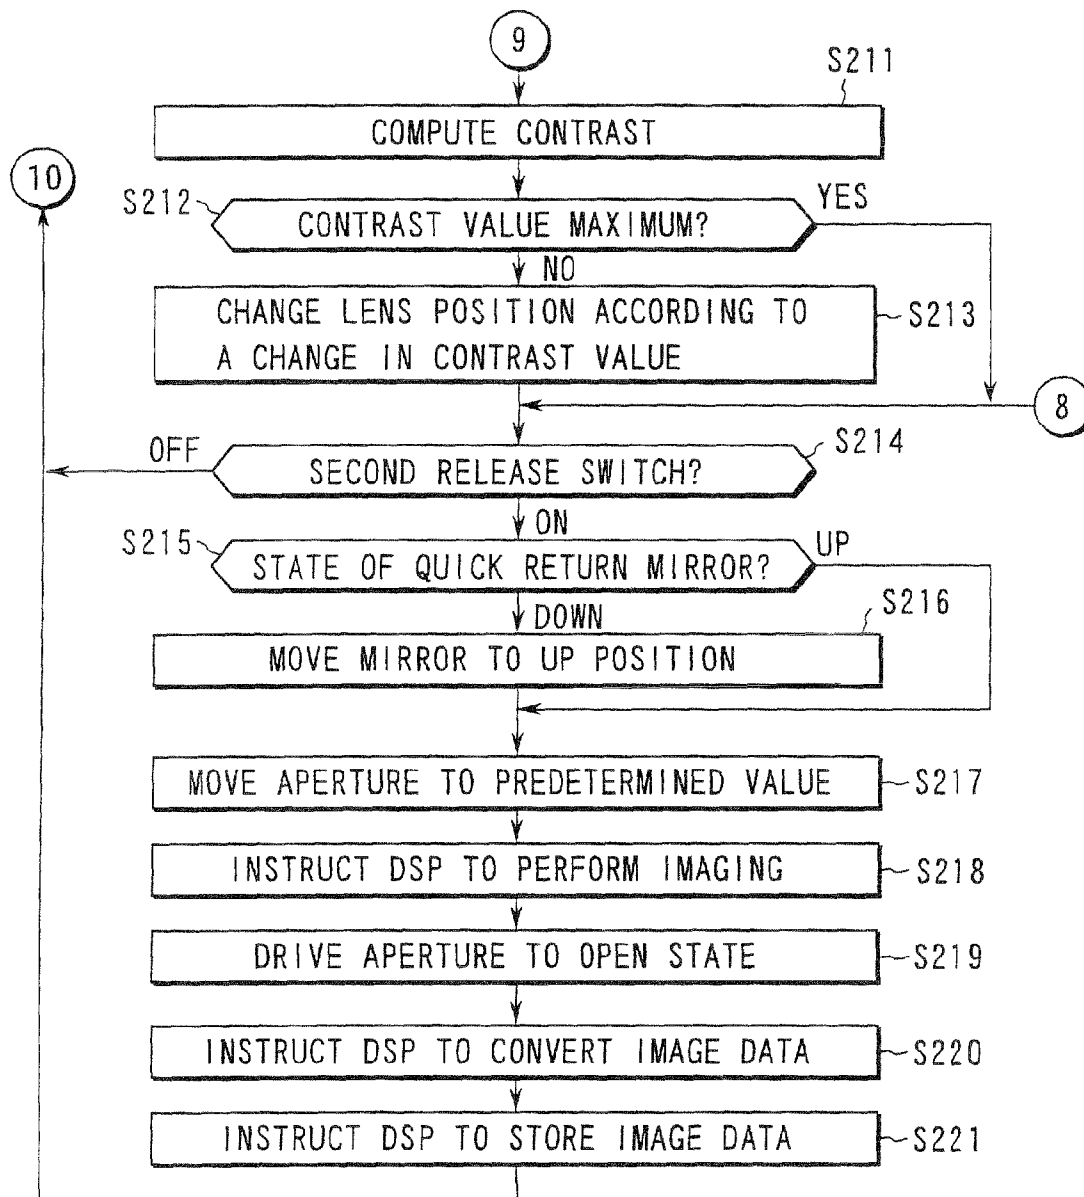 9
S211
COMPUTE CONTRAST
10
S212
CONTRAST VALUE MAXIMUM?
YES
NO
CHANGE LENS POSITION ACCORDING TO
A CHANGE IN CONTRAST VALUE
S213
8
OFF
SECOND RELEASE SWITCH?
S214
ON
S215
STATE OF QUICK RETURN MIRROR?
UP
DOWN
S216
MOVE MIRROR TO UP POSITION
MOVE APERTURE TO PREDETERMINED VALUE
S217
INSTRUCT DSP TO PERFORM IMAGING
S218
DRIVE APERTURE TO OPEN STATE
S219
INSTRUCT DSP TO CONVERT IMAGE DATA
S220
INSTRUCT DSP TO STORE IMAGE DATA
S221